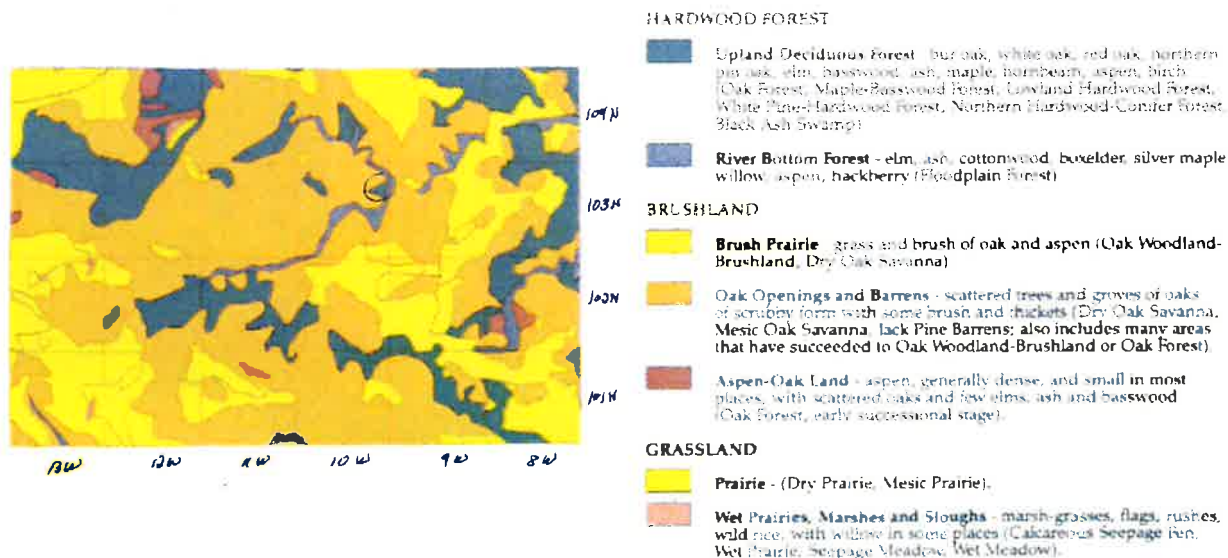 HARDWOOD FOREST
Upland Deciduous Forest - bur oak, white oak, red oak, northern
pin oak, elm, basswood, ash, maple, hornbeam, aspen, birch
(Oak Forest, Maple-Basswood Forest, Lowland Hardwood Forest,
White Pine-Hardwood Forest, Northern Hardwood-Conifer Forest,
Black Ash Swamp)
River Bottom Forest - elm, ash, cottonwood, boxelder, silver maple
willow, aspen, hackberry (Floodplain Forest)
BRUSHLAND
Brush Prairie - grass and brush of oak and aspen (Oak Woodland-
Brushland, Dry Oak Savanna)
Oak Openings and Barrens - scattered trees and groves of oaks
of scrubby form with some brush and thickets (Dry Oak Savanna,
Mesic Oak Savanna, Jack Pine Barrens; also includes many areas
that have succeeded to Oak Woodland-Brushland or Oak Forest)
Aspen-Oak Land - aspen, generally dense, and small in most
places, with scattered oaks and few elms, ash and basswood
(Oak Forest, early successional stage).
GRASSLAND
Prairie - (Dry Prairie, Mesic Prairie).
Wet Prairies, Marshes and Sloughs - marsh-grasses, flags, rushes,
wild rice, with willow in some places (Calcareous Seepage Fen,
Wet Prairie, Seepage Meadow, Wet Meadow).
104N
103N
102N
101N
13W 12W 11W 10W 9W 8W